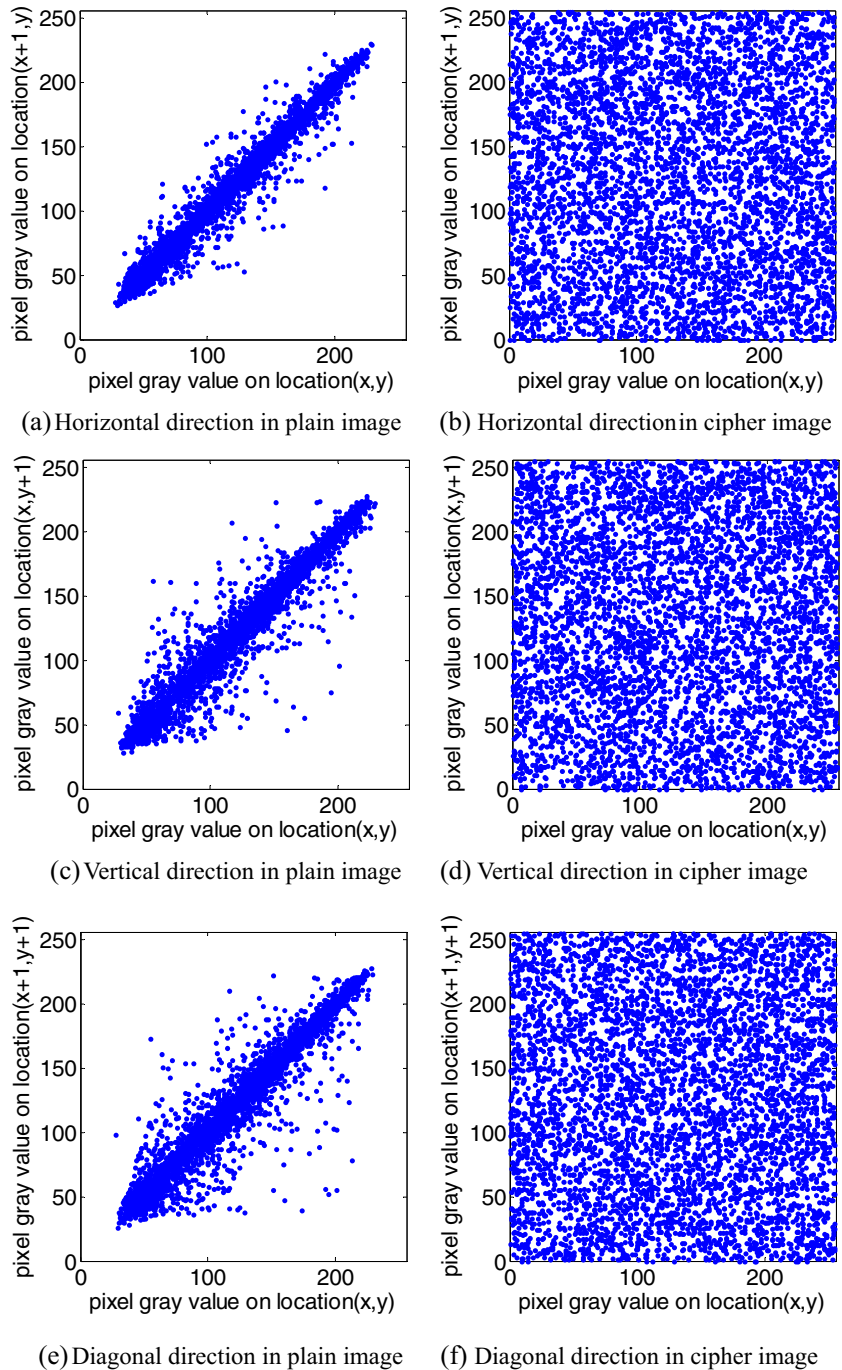 pixel gray value on location(x+1,y)
250
200
150
100
50
0
0 100 200
pixel gray value on location(x,y)
(a) Horizontal direction in plain image
pixel gray value on location(x+1,y)
250
200
150
100
50
0
0 200
pixel gray value on location(x,y)
(b) Horizontal direction in cipher image
pixel gray value on location(x,y+1)
250
200
150
100
50
0
0 100 200
pixel gray value on location(x,y)
(c) Vertical direction in plain image
pixel gray value on location(x,y+1)
250
200
150
100
50
0
0 200
pixel gray value on location(x,y)
(d) Vertical direction in cipher image
pixel gray value on location(x+1,y+1)
250
200
150
100
50
0
0 100 200
pixel gray value on location(x,y)
(e) Diagonal direction in plain image
pixel gray value on location(x+1,y+1)
250
200
150
100
50
0
0 200
pixel gray value on location(x,y)
(f) Diagonal direction in cipher image